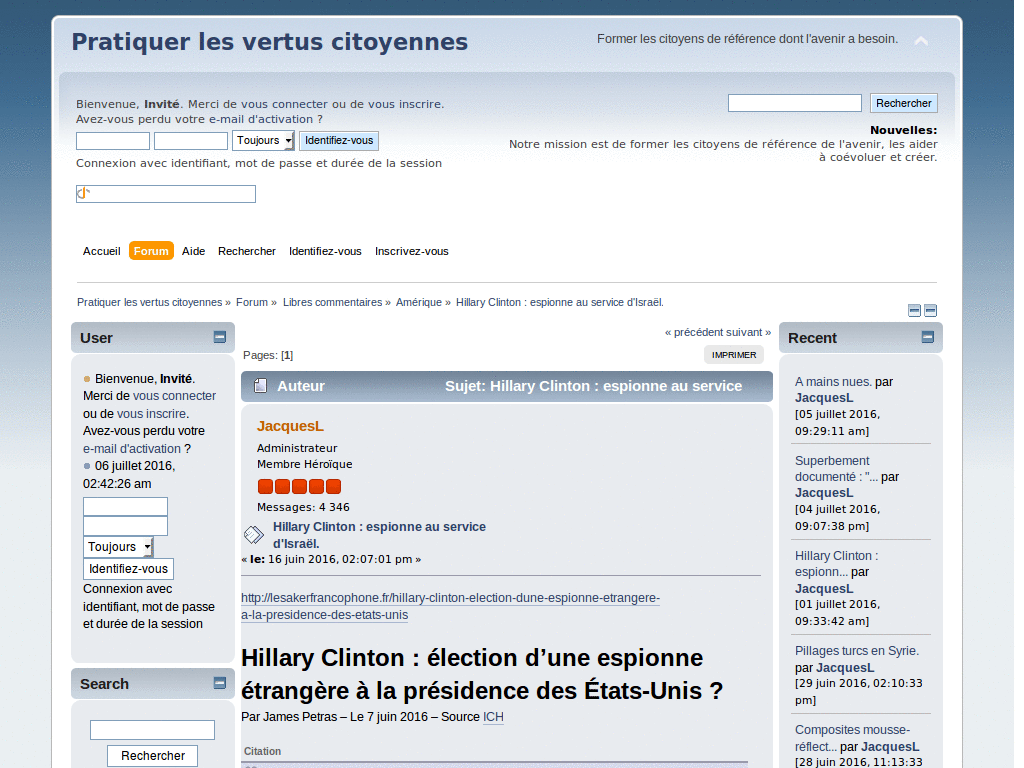 Pratiquer les vertus citoyennes
Former les citoyens de référence dont l'avenir a besoin.
Bienvenue, Invité. Merci de vous connecter ou de vous inscrire.
Avez-vous perdu votre e-mail d'activation ?
Toujours
Identifiez-vous
Connexion avec identifiant, mot de passe et durée de la session
Rechercher
Nouvelles:
Notre mission est de former les citoyens de référence de l'avenir, les aider
à coévoluer et créer.
Accueil Forum Aide Rechercher Identifiez-vous Inscrivez-vous
Pratiquer les vertus citoyennes » Forum » Libres commentaires » Amérique » Hillary Clinton : espionne au service d'Israël.
User
Bienvenue, Invité.
Merci de vous connecter
ou de vous inscrire.
Avez-vous perdu votre
e-mail d'activation ?
06 juillet 2016,
02:42:26 am
Toujours
Identifiez-vous
Connexion avec
identifiant, mot de passe
et durée de la session
Search
Rechercher
« précédent suivant »
Pages: [1]
IMPRIMER
Auteur Sujet: Hillary Clinton : espionne au service
JacquesL
Administrateur
Membre Héroïque
Messages: 4 346
Hillary Clinton : espionne au service
d'Israël.
« le: 16 juin 2016, 02:07:01 pm »
http://lesakerfrancophone.fr/hillary-clinton-election-dune-espionne-etrangere-
a-la-presidence-des-etats-unis
Hillary Clinton : élection d’une espionne
étrangère à la présidence des États-Unis ?
Par James Petras – Le 7 juin 2016 – Source ICH
Citation
Recent
A mains nues. par
JacquesL
[05 juillet 2016,
09:29:11 am]
Superbement
documenté : "... par
JacquesL
[04 juillet 2016,
09:07:38 pm]
Hillary Clinton :
espionn... par
JacquesL
[01 juillet 2016,
09:33:42 am]
Pillages turcs en Syrie.
par JacquesL
[29 juin 2016, 02:10:33
pm]
Composites mousse-
réflect... par JacquesL
[28 juin 2016, 11:13:33